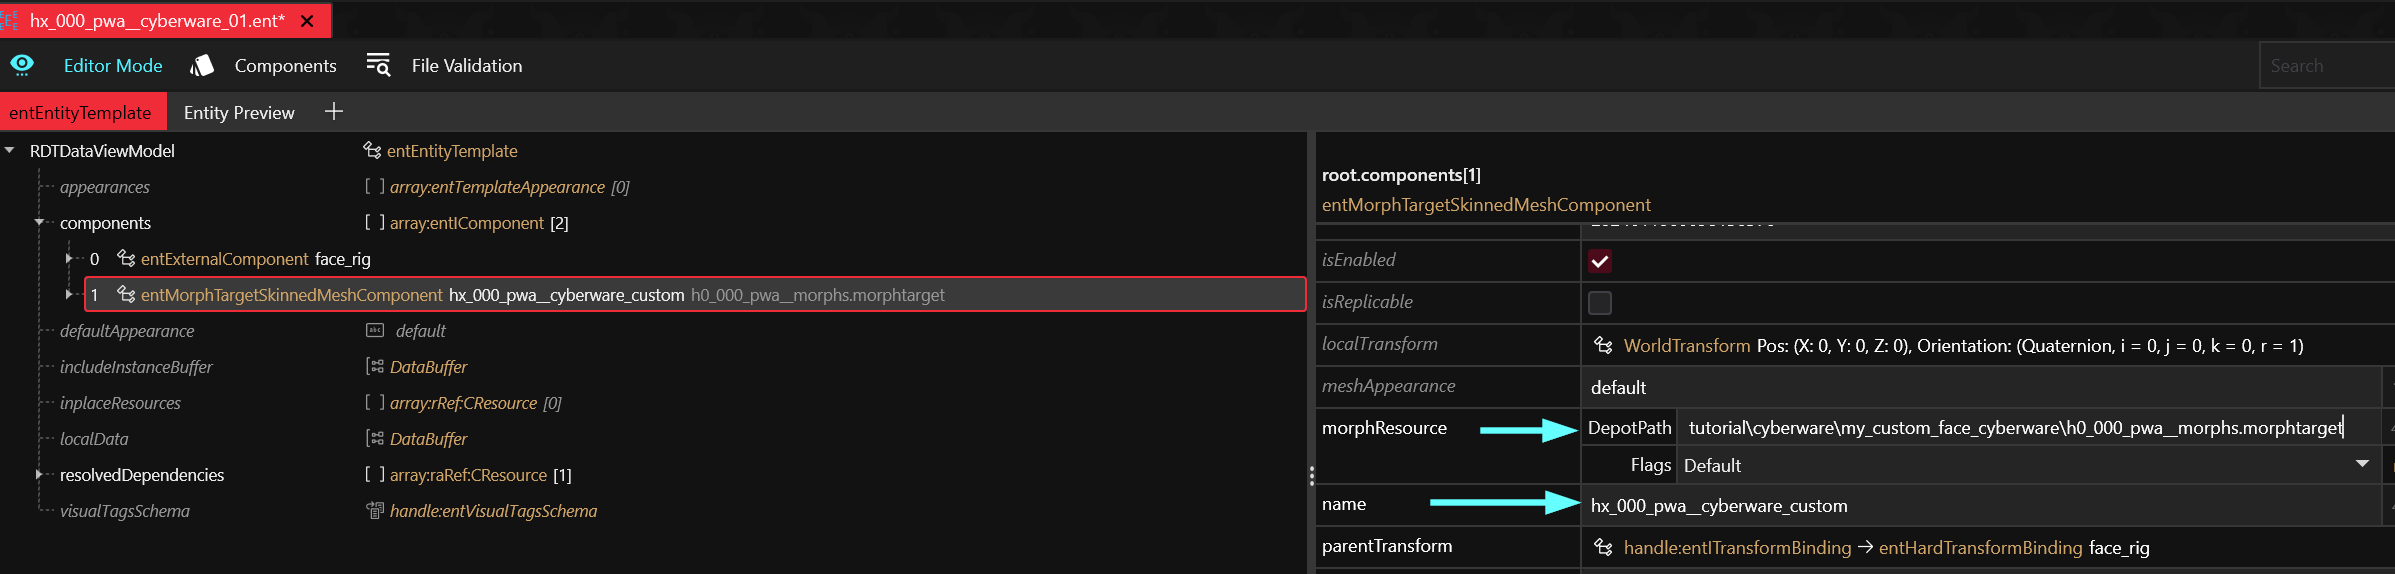 hx_000_pwa__cyberware_01.ent*
Editor Mode Components File Validation Search
entEntityTemplate Entity Preview
RDTDataViewModel entEntityTemplate
appearances [ ] array:entTemplateAppearance [0]
components [ ] array:entIComponent [2]
0 entExternalComponent face_rig
1 entMorphTargetSkinnedMeshComponent hx_000_pwa__cyberware_custom h0_000_pwa__morphs.morphtarget
defaultAppearance abc default
includeInstanceBuffer DataBuffer
inplaceResources [ ] array:rRef:CResource [0]
localData DataBuffer
resolvedDependencies [ ] array:raRef:CResource [1]
visualTagsSchema handle:entVisualTagsSchema
root.components[1]
entMorphTargetSkinnedMeshComponent
isEnabled
isReplicable
localTransform WorldTransform Pos: (X: 0, Y: 0, Z: 0), Orientation: (Quaternion, i = 0, j = 0, k = 0, r = 1)
meshAppearance default
morphResource DepotPath tutorial\cyberware\my_custom_face_cyberware\h0_000_pwa__morphs.morphtarget
Flags Default
name hx_000_pwa__cyberware_custom
parentTransform handle:entITransformBinding → entHardTransformBinding face_rig